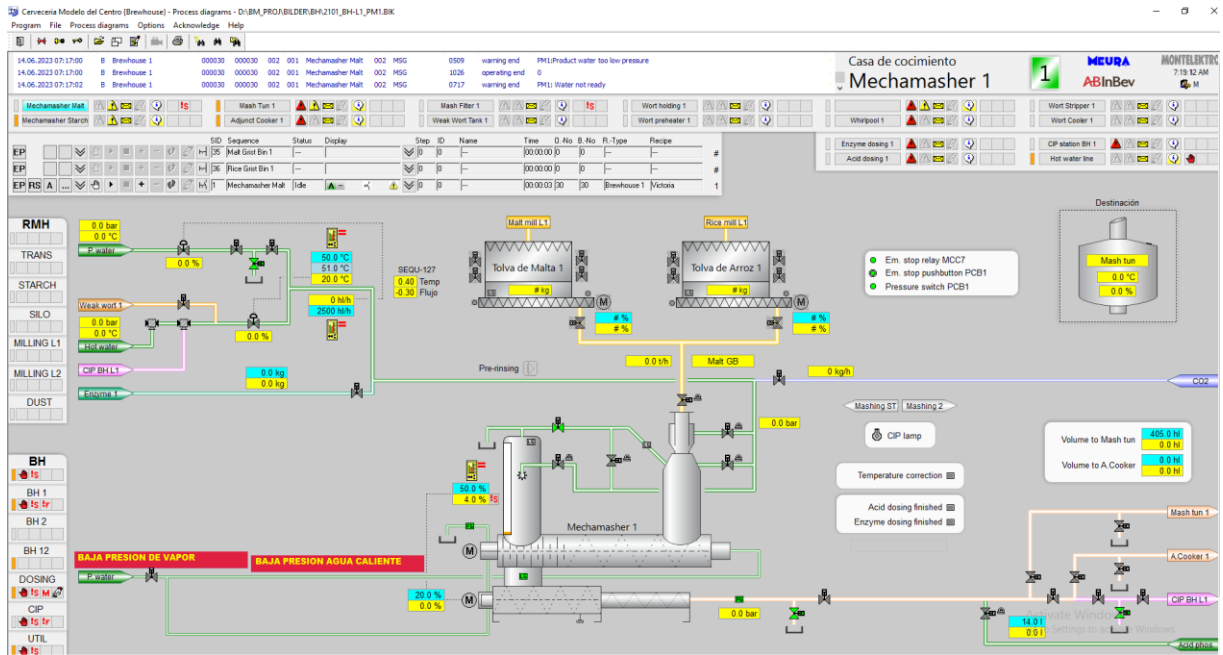 Cerveceria Modelo del Centro (Brewhouse) - Process diagrams - D:\BM_PROJ\BILDER\BH\2101_BH-L1_PM1.BIK
Program File Process diagrams Options Acknowledge Help
14.06.2023 07:17:00 B Brewhouse 1 000030 000030 002 001 Mechamasher Malt 002 MSG 0509 warning end PM1:Product water too low pressure
14.06.2023 07:17:00 B Brewhouse 1 000030 000030 002 001 Mechamasher Malt 002 MSG 1026 operating end 0
14.06.2023 07:17:02 B Brewhouse 1 000030 000030 002 001 Mechamasher Malt 002 MSG 0717 warning end PM1: Water not ready
Casa de cocimiento
Mechamasher 1
1
MEURA
ABInBev
MONTELEKTRO
7:19:12 AM
M
Mechamasher Malt !S Mash Tun 1 Mash Filter 1 !S Wort holding 1 Whirlpool 1 Wort Stripper 1
Mechamasher Starch Adjunct Cooker 1 Weak Wort Tank 1 Wort preheater 1 Wort Cooler 1
Enzyme dosing 1 CIP station BH 1
Acid dosing 1 Hot water line
SID Sequence Status Display Step ID Name Time O.-No B.-No R.-Type Recipe
EP 35 Malt Grist Bin 1 |-- 0 0 |-- 00:00:00 0 0 |-- |-- #
EP 36 Rice Grist Bin 1 |-- 0 0 |-- 00:00:00 0 0 |-- |-- #
EP RS A ... 1 Mechamasher Malt Idle A -- 0 0 |-- 00:00:03 30 30 Brewhouse 1 Victoria 1
RMH
TRANS
STARCH
SILO
MILLING L1
MILLING L2
DUST
BH
!S
BH 1
!S !F
BH 2
BH 12
DOSING
!S M
CIP
!S !F
UTIL
!S
0.0 bar
0.0 °C
P. water
0.0 %
50.0 °C
51.0 °C
20.0 °C
0 hl/h
2500 hl/h
SEQU-127
0.40 Temp
-0.30 Flujo
Weak wort 1
0.0 bar
0.0 °C
Hot water
0.0 %
CIP BH L1
0.0 kg
0.0 kg
Enzyme 1
Malt mill L1
Tolva de Malta 1
# kg
M
# %
# %
Rice mill L1
Tolva de Arroz 1
# kg
M
# %
# %
Em. stop relay MCC7
Em. stop pushbutton PCB1
Pressure switch PCB1
Destinación
Mash tun
0.0 °C
0.0 %
0.0 t/h
Malt GB
Pre-rinsing
0 kg/h
CO2
Mashing ST
Mashing 2
0.0 bar
CIP lamp
Volume to Mash tun 405.0 hl
0.0 hl
Volume to A.Cooker 0.0 hl
0.0 hl
Temperature correction
Acid dosing finished
Enzyme dosing finished
50.0 %
4.0 % !S
LS
Mechamasher 1
M
BAJA PRESION DE VAPOR
BAJA PRESION AGUA CALIENTE
P. water
20.0 %
0.0 %
M
0.0 bar
Mash tun 1
A.Cooker 1
CIP BH L1
14.0 l
0.0 l
Acid phos.
Activate Windows
Settings to activate Windows.